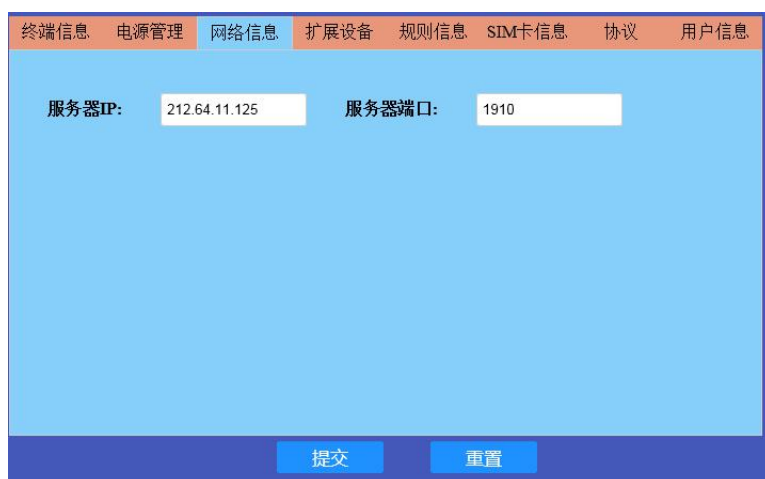 终端信息 电源管理 网络信息 扩展设备 规则信息 SIM卡信息 协议 用户信息
服务器IP: 212.64.11.125 服务器端口: 1910
提交 重置